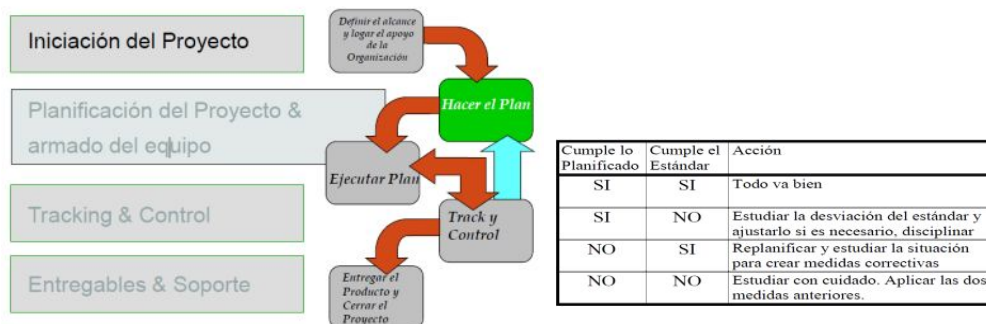 Iniciación del Proyecto
Planificación del Proyecto &
armado del equipo
Tracking & Control
Entregables & Soporte
Definir el alcance
y logar el apoyo
de la
Organización
Hacer el Plan
Ejecutar Plan
Track y
Control
Entregar el
Producto y
Cerrar el
Proyecto
Cumple lo
Planificado
Cumple el
Estándar
Acción
SI
SI
Todo va bien
SI
NO
Estudiar la desviación del estándar y
ajustarlo si es necesario, disciplinar
NO
SI
Replanificar y estudiar la situación
para crear medidas correctivas
NO
NO
Estudiar con cuidado. Aplicar las dos
medidas anteriores.